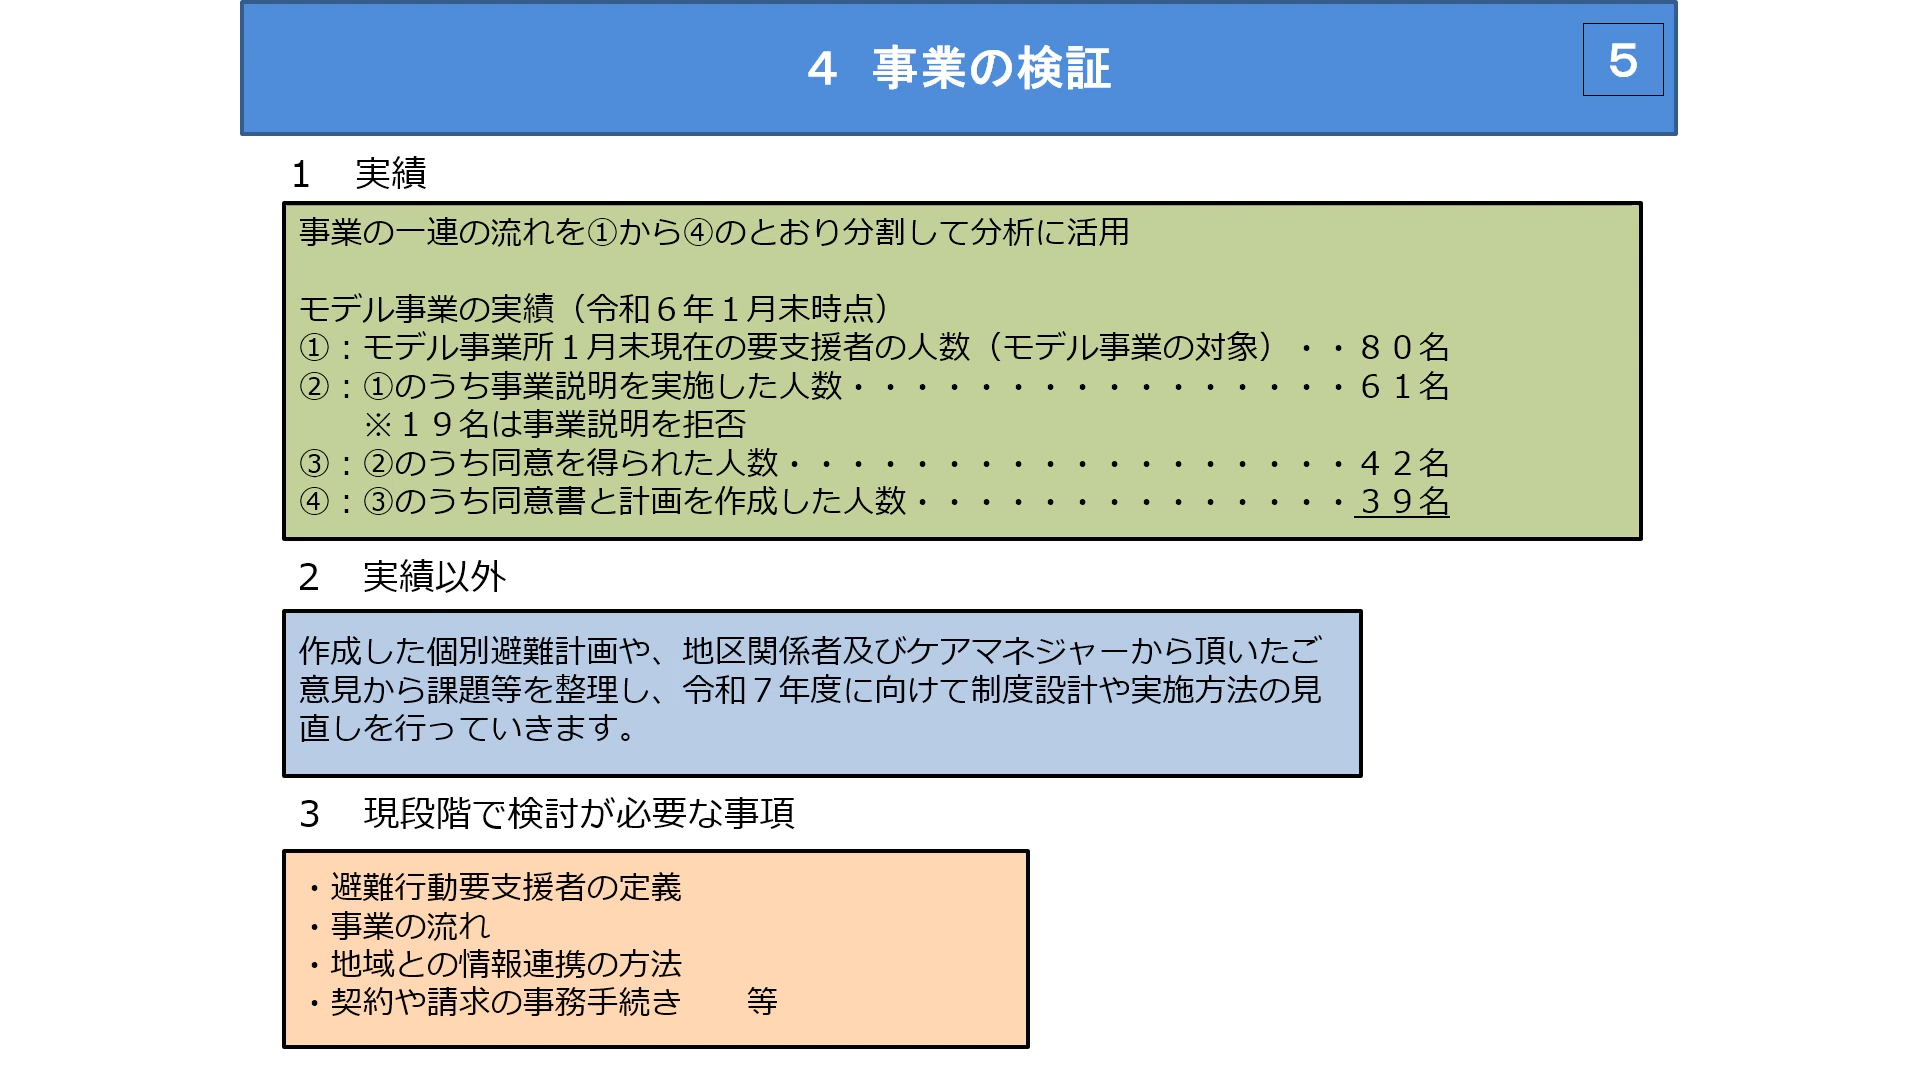 ４　事業の検証
５
１　実績
事業の一連の流れを①から④のとおり分割して分析に活用
モデル事業の実績（令和６年１月末時点）
①：モデル事業所１月末現在の要支援者の人数（モデル事業の対象）・・８０名
②：①のうち事業説明を実施した人数・・・・・・・・・・・・・・・・６１名
※１９名は事業説明を拒否
③：②のうち同意を得られた人数・・・・・・・・・・・・・・・・・・４２名
④：③のうち同意書と計画を作成した人数・・・・・・・・・・・・・・３９名
２　実績以外
作成した個別避難計画や、地区関係者及びケアマネジャーから頂いたご
意見から課題等を整理し、令和７年度に向けて制度設計や実施方法の見
直しを行っていきます。
３　現段階で検討が必要な事項
・避難行動要支援者の定義
・事業の流れ
・地域との情報連携の方法
・契約や請求の事務手続き　　等